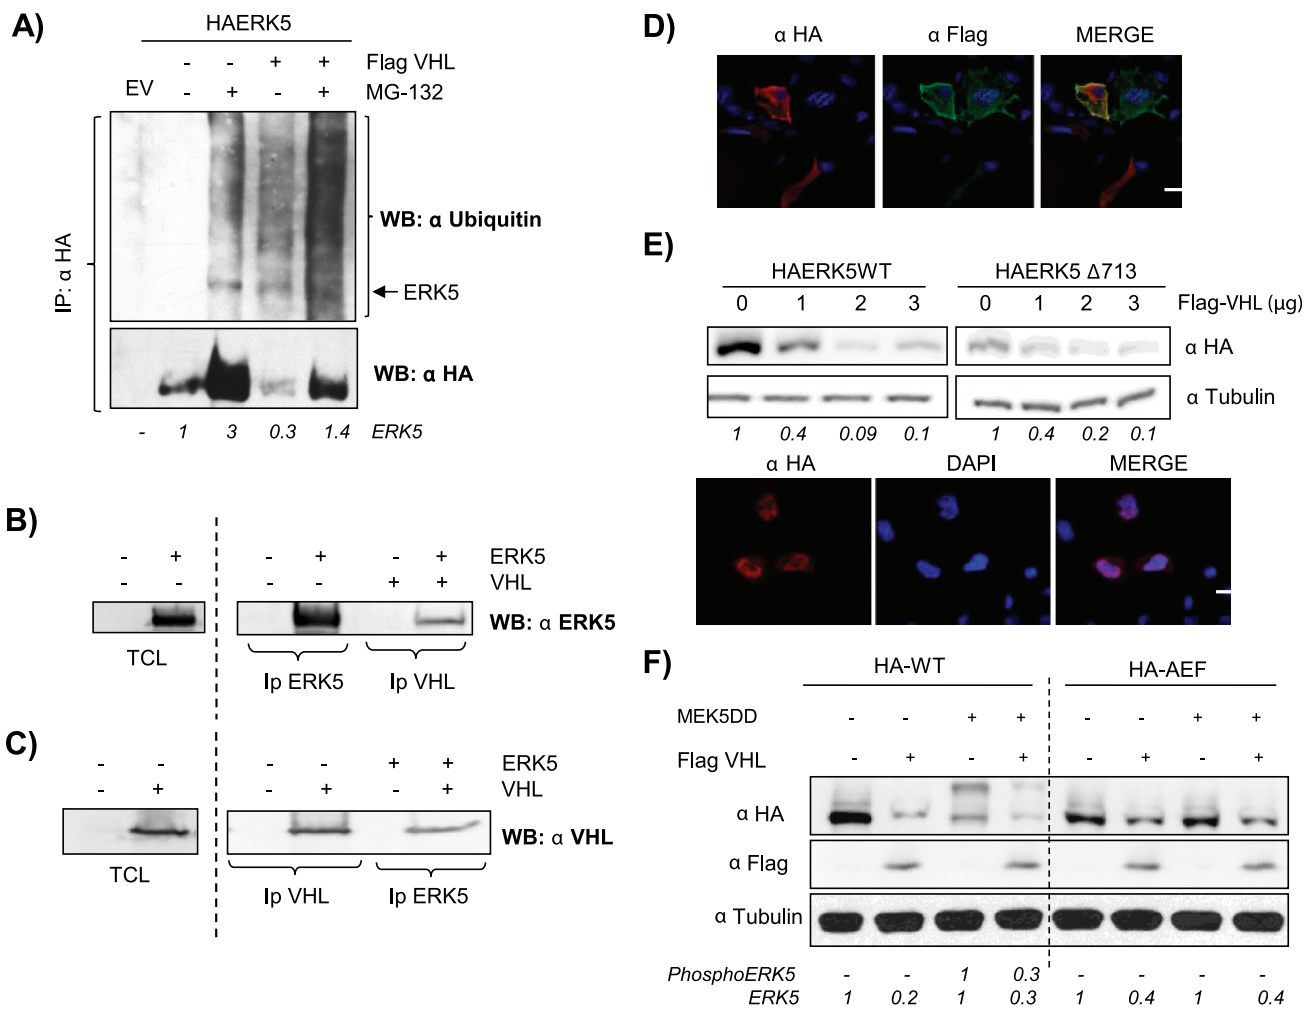 A)
HAERK5
- - + + Flag VHL
EV - + - + MG-132
IP: α HA
WB: α Ubiquitin
ERK5
WB: α HA
- 1 3 0.3 1.4 ERK5
B)
- + - + - + ERK5
- - - - + + VHL
WB: α ERK5
TCL
Ip ERK5 Ip VHL
C)
- - - - + + ERK5
- + - + - + VHL
WB: α VHL
TCL
Ip VHL Ip ERK5
D)
α HA α Flag MERGE
E)
HAERK5WT HAERK5 Δ713
0 1 2 3 0 1 2 3 Flag-VHL (µg)
α HA
α Tubulin
1 0.4 0.09 0.1 1 0.4 0.2 0.1
α HA DAPI MERGE
F)
HA-WT HA-AEF
MEK5DD - - + + - - + +
Flag VHL - + - + - + - +
α HA
α Flag
α Tubulin
PhosphoERK5 - - 1 0.3 - - - -
ERK5 1 0.2 1 0.3 1 0.4 1 0.4